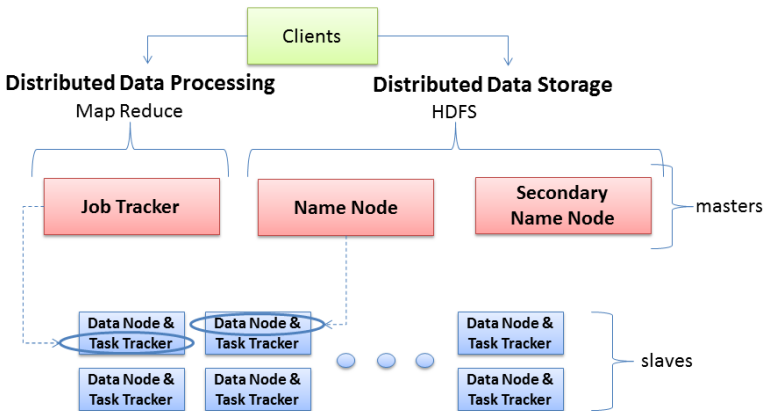 Clients
Distributed Data Processing
Map Reduce
Distributed Data Storage
HDFS
Job Tracker
Name Node
Secondary
Name Node
masters
Data Node &
Task Tracker
Data Node &
Task Tracker
Data Node &
Task Tracker
slaves
Data Node &
Task Tracker
Data Node &
Task Tracker
Data Node &
Task Tracker